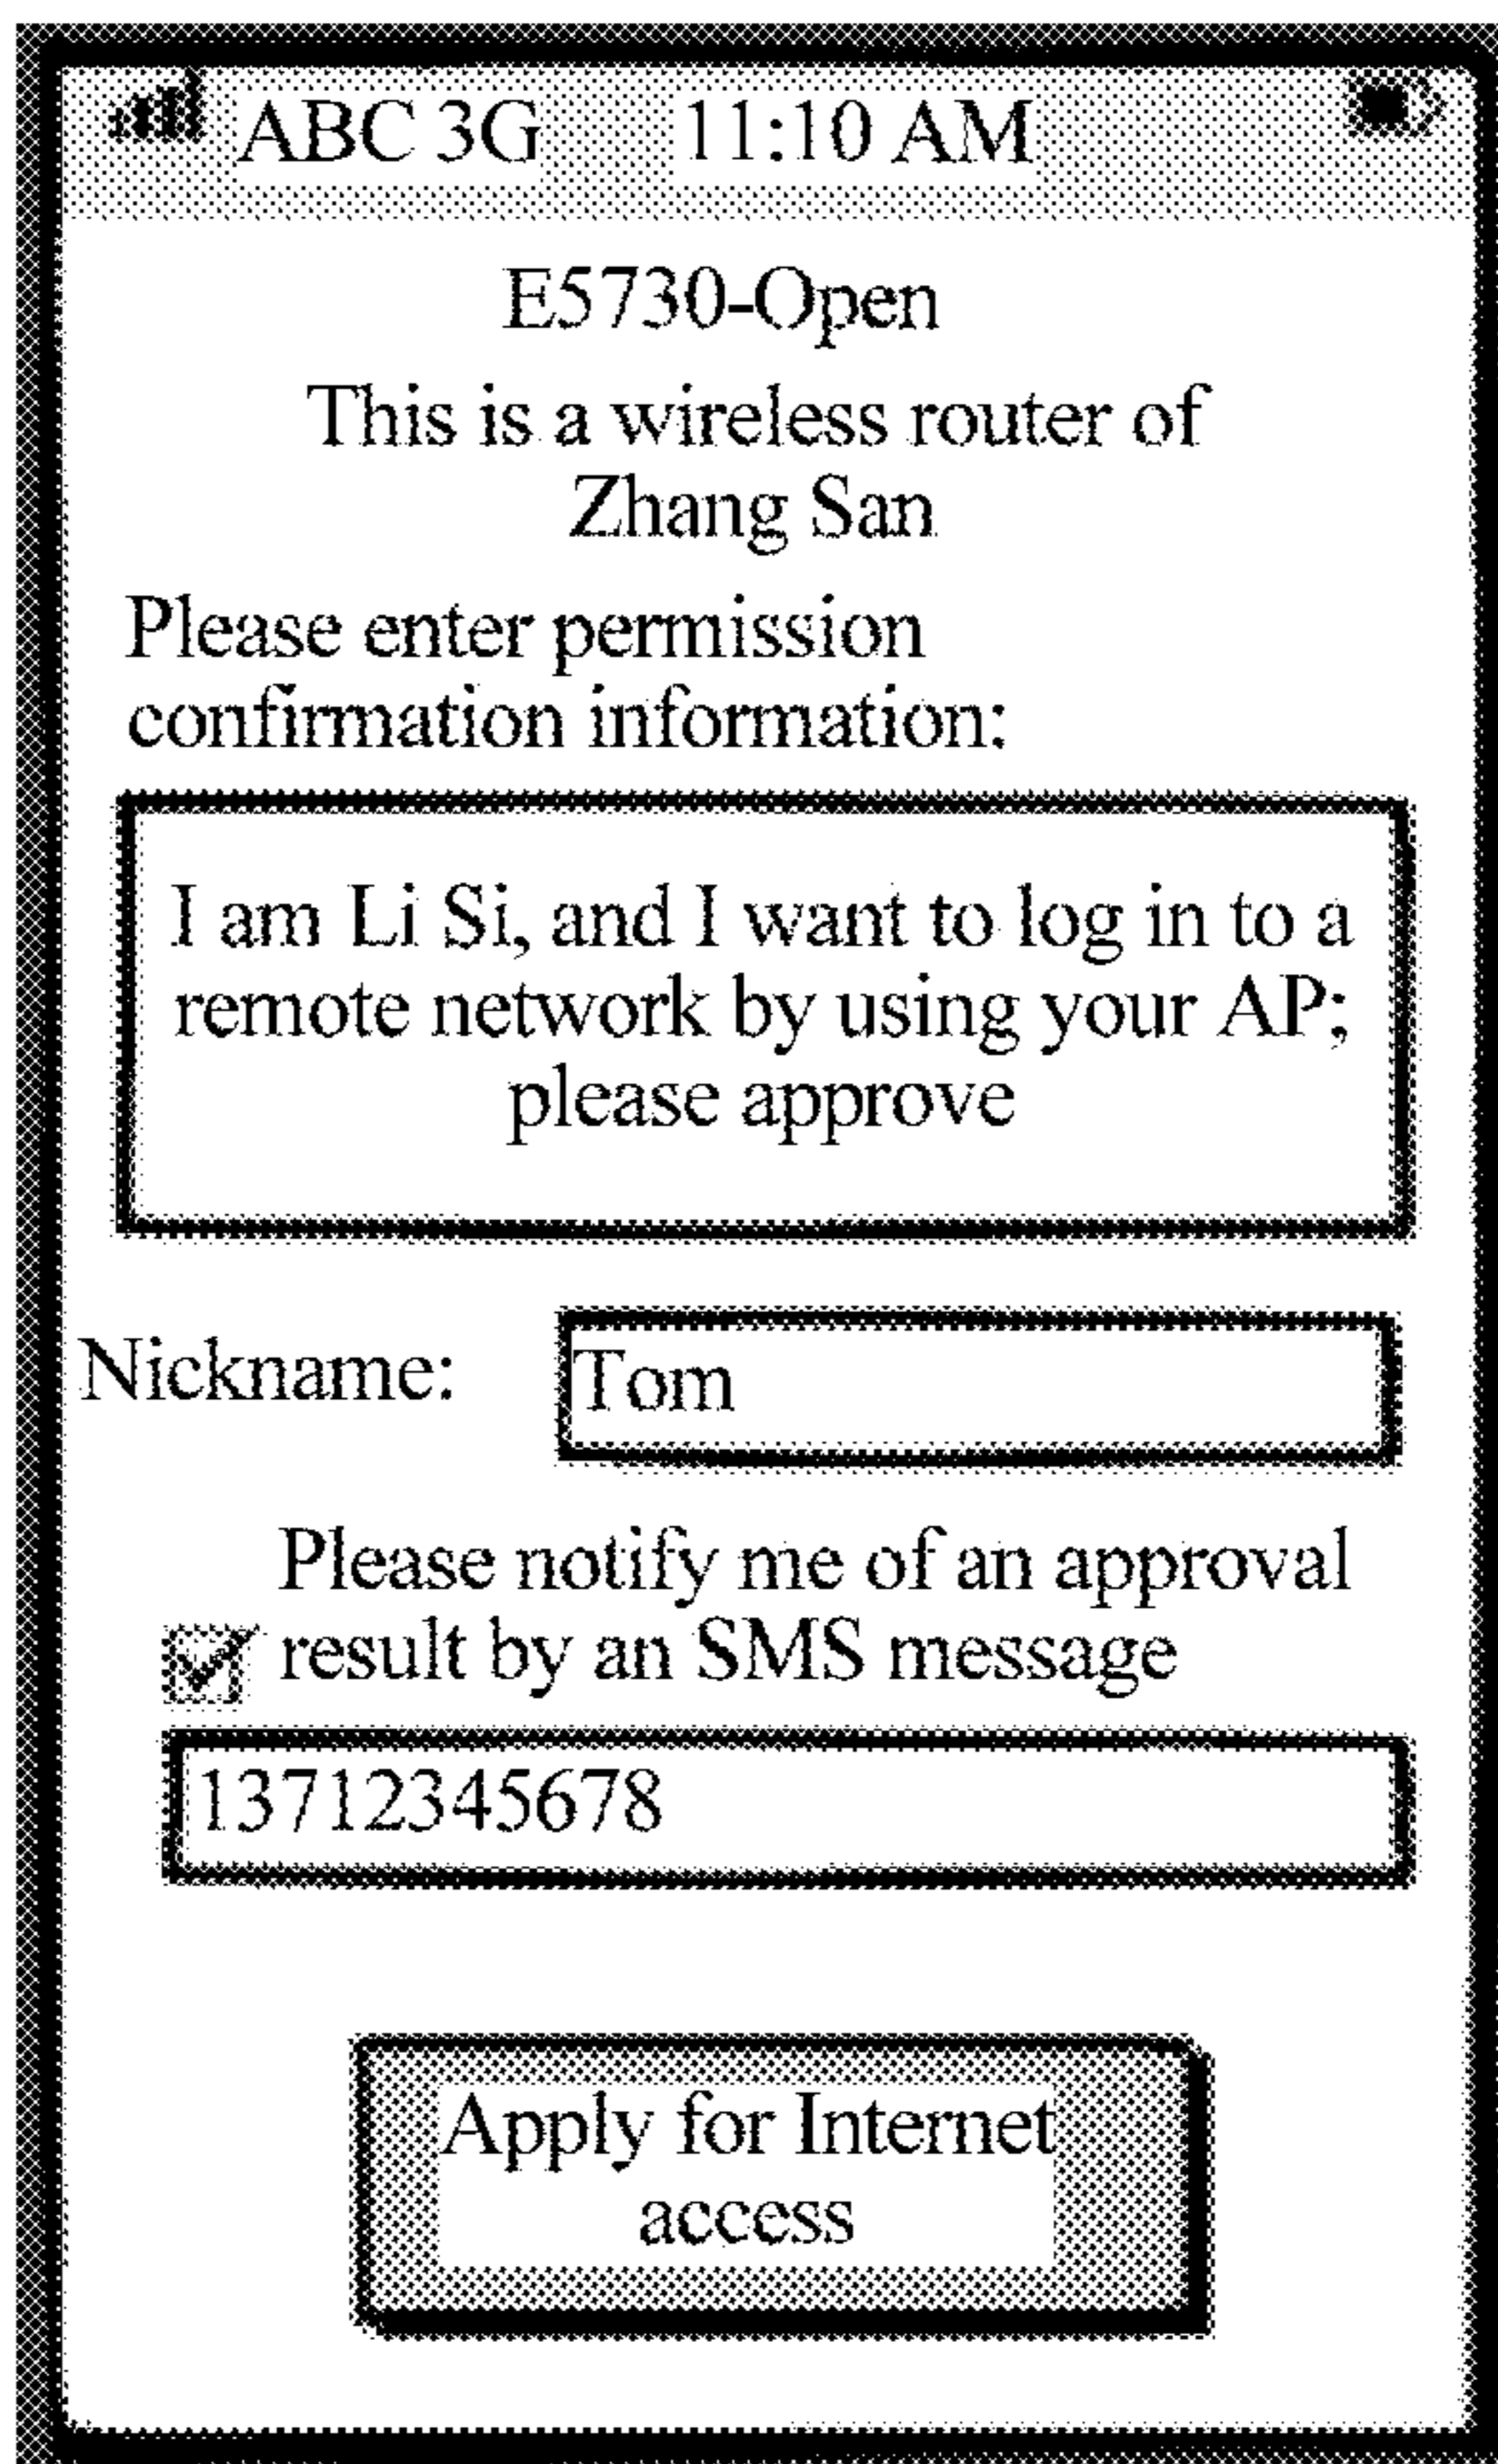 ABC 3G 11:10 AM
E5730-Open
This is a wireless router of
Zhang San
Please enter permission
confirmation information:
I am Li Si, and I want to log in to a
remote network by using your AP;
please approve
Nickname: Tom
Please notify me of an approval
result by an SMS message
13712345678
Apply for Internet
access